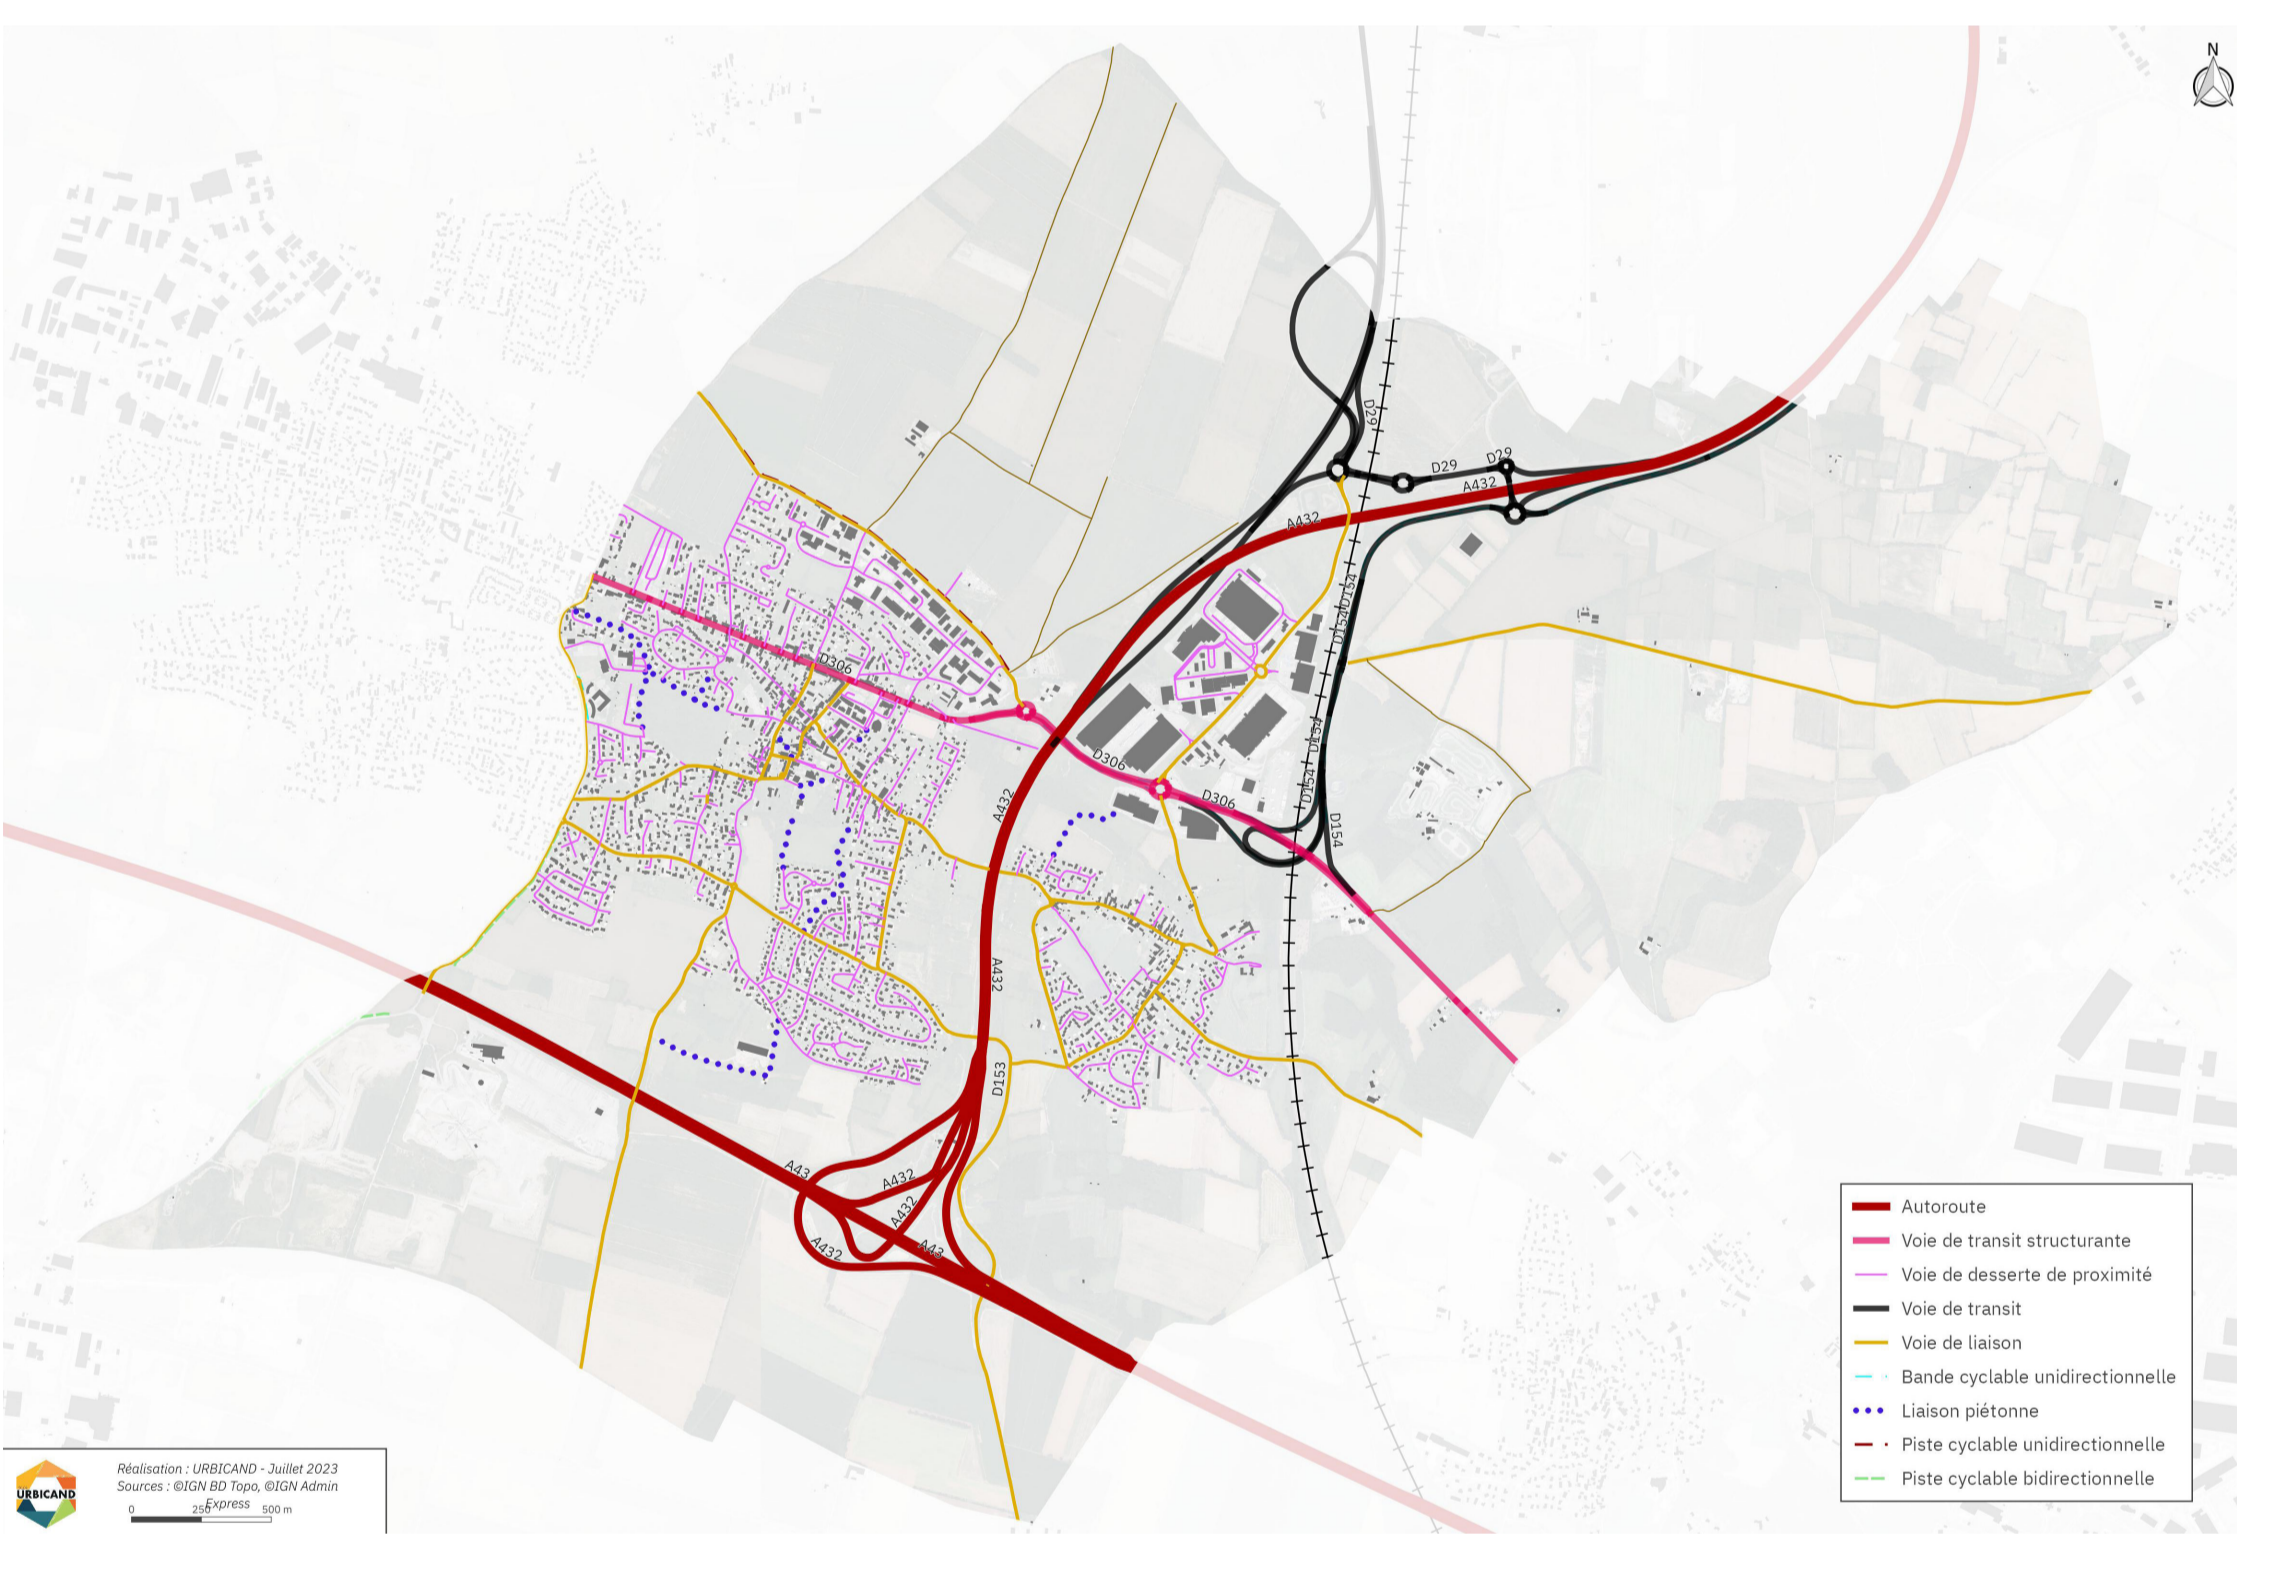 N
D29
D29
D29
A432
A432
D154
D154
D306
D154
D306
D306
D154
D154
A432
A432
D153
A43
A432
A432
A432
A43
Autoroute
Voie de transit structurante
Voie de desserte de proximité
Voie de transit
Voie de liaison
Bande cyclable unidirectionnelle
Liaison piétonne
Piste cyclable unidirectionnelle
Piste cyclable bidirectionnelle
URBICAND
Réalisation : URBICAND - Juillet 2023
Sources : ©IGN BD Topo, ©IGN Admin
Express
0 250 500 m